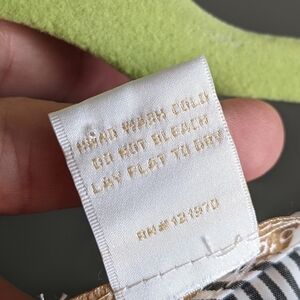 HAND WASH COLD
DO NOT BLEACH
LAY FLAT TO DRY
RN#121970